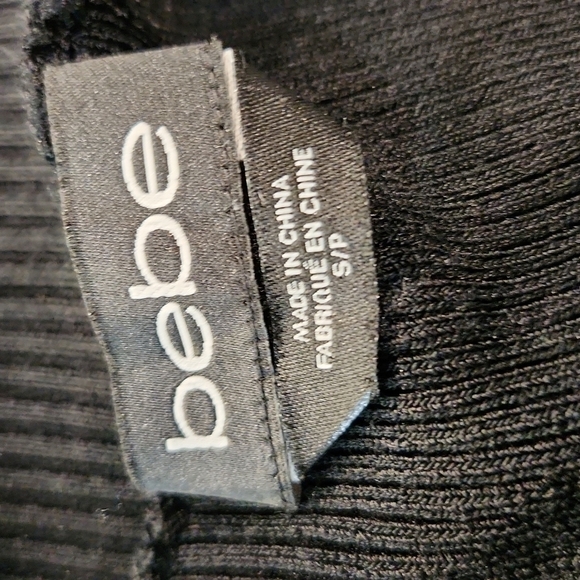 bebe
MADE IN CHINA
FABRIQUÉ EN CHINE
S/P